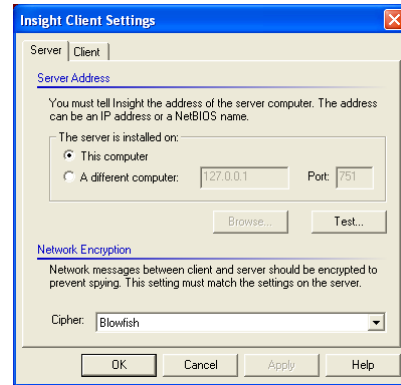 Insight Client Settings
Server Client
Server Address
You must tell Insight the address of the server computer. The address
can be an IP address or a NetBIOS name.
The server is installed on:
This computer
A different computer: 127.0.0.1 Port: 751
Browse... Test...
Network Encryption
Network messages between client and server should be encrypted to
prevent spying. This setting must match the settings on the server.
Cipher: Blowfish
OK Cancel Apply Help